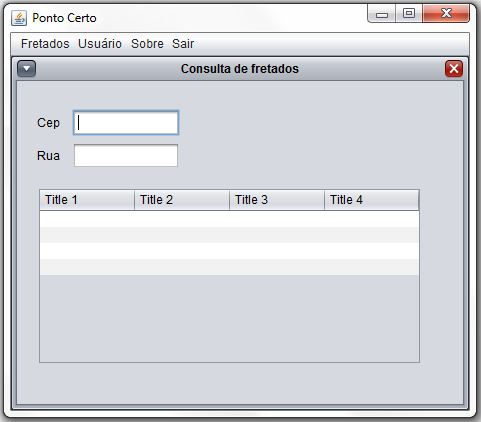 Ponto Certo
Fretados Usuário Sobre Sair
Consulta de fretados
Cep
Rua
Title 1 Title 2 Title 3 Title 4